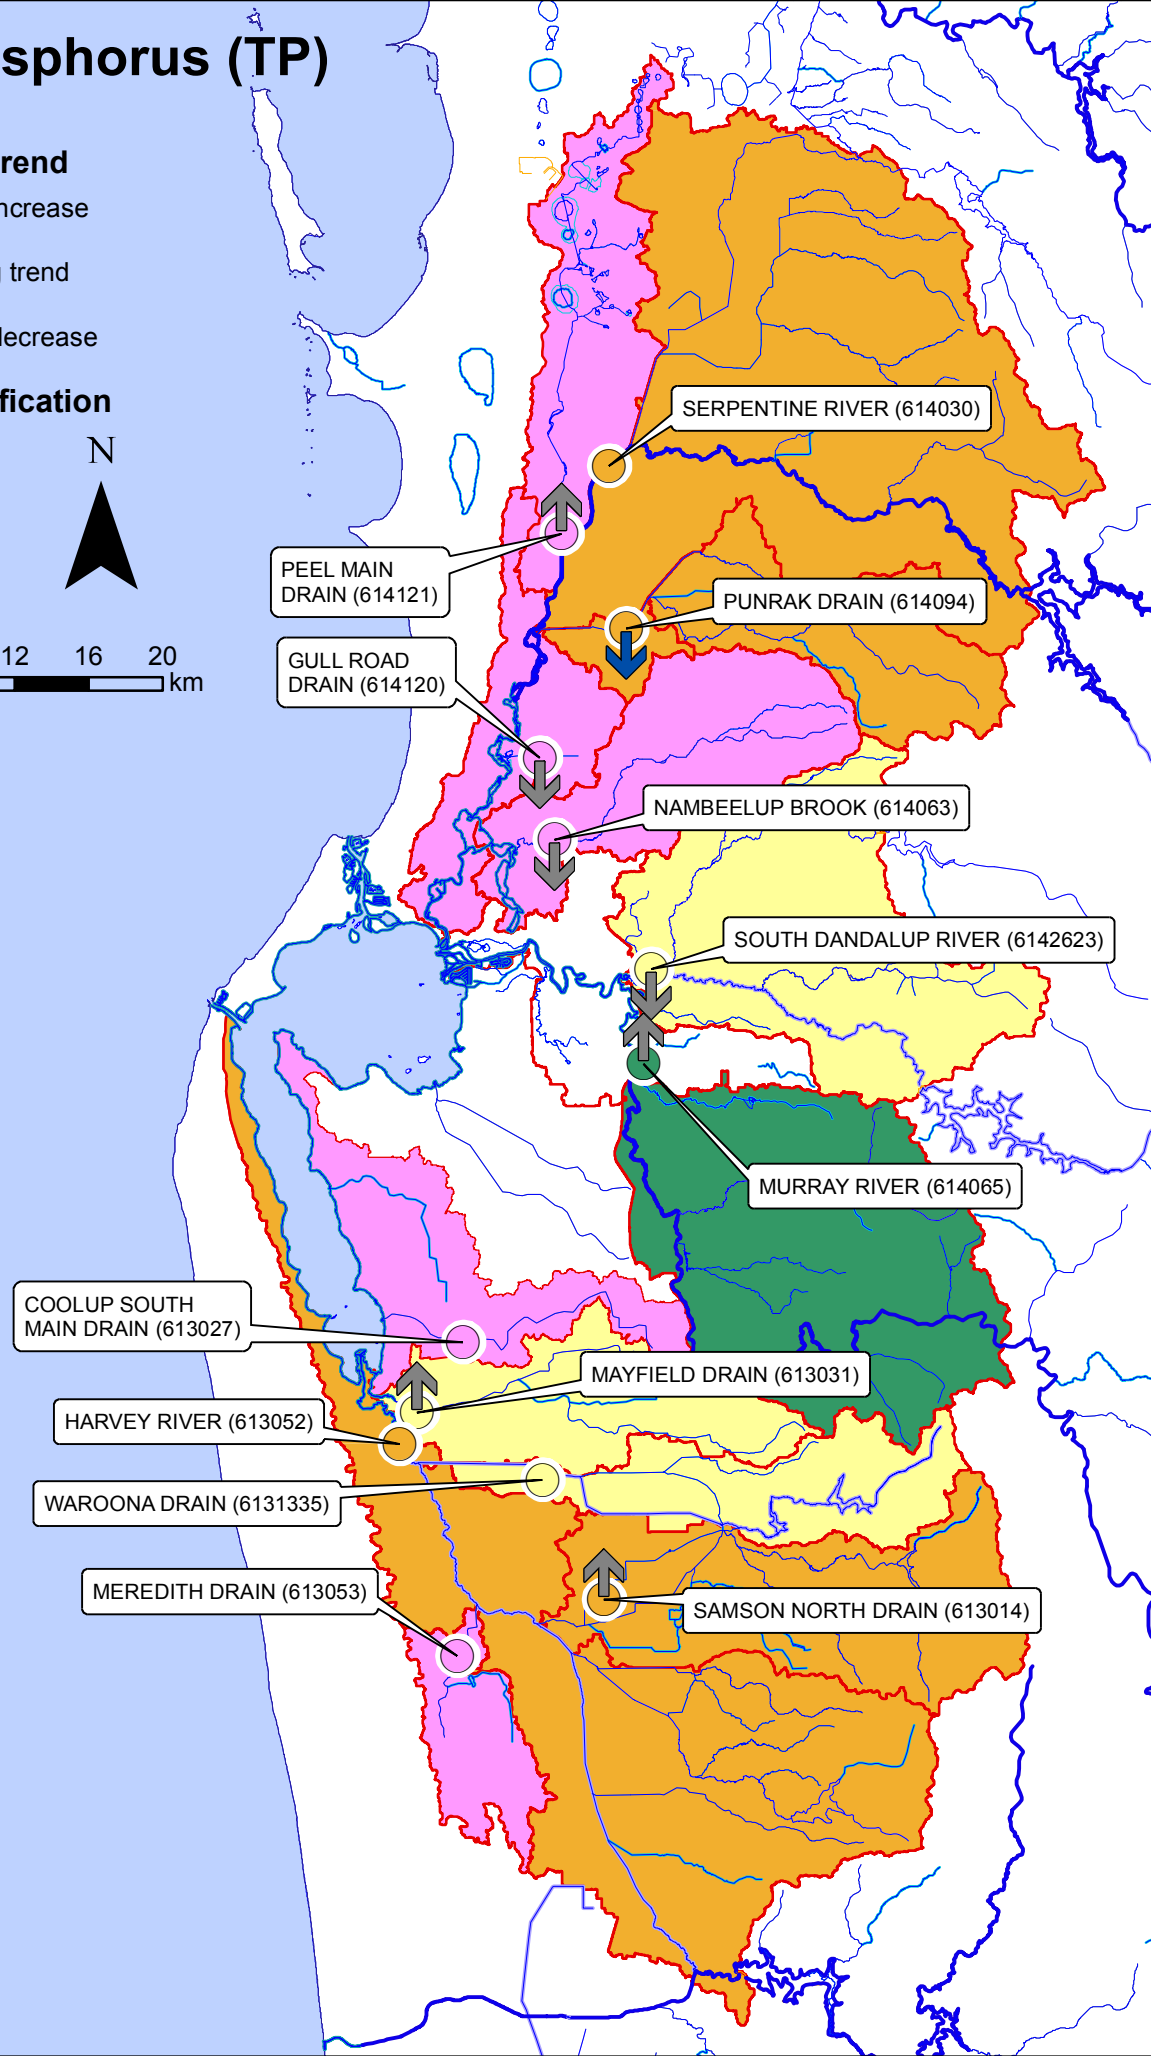 sphorus (TP)
rend
ncrease
trend
decrease
fication
N
12 16 20
km
SERPENTINE RIVER (614030)
PEEL MAIN
DRAIN (614121)
PUNRAK DRAIN (614094)
GULL ROAD
DRAIN (614120)
NAMBEELUP BROOK (614063)
SOUTH DANDALUP RIVER (6142623)
MURRAY RIVER (614065)
COOLUP SOUTH
MAIN DRAIN (613027)
MAYFIELD DRAIN (613031)
HARVEY RIVER (613052)
WAROONA DRAIN (6131335)
MEREDITH DRAIN (613053)
SAMSON NORTH DRAIN (613014)